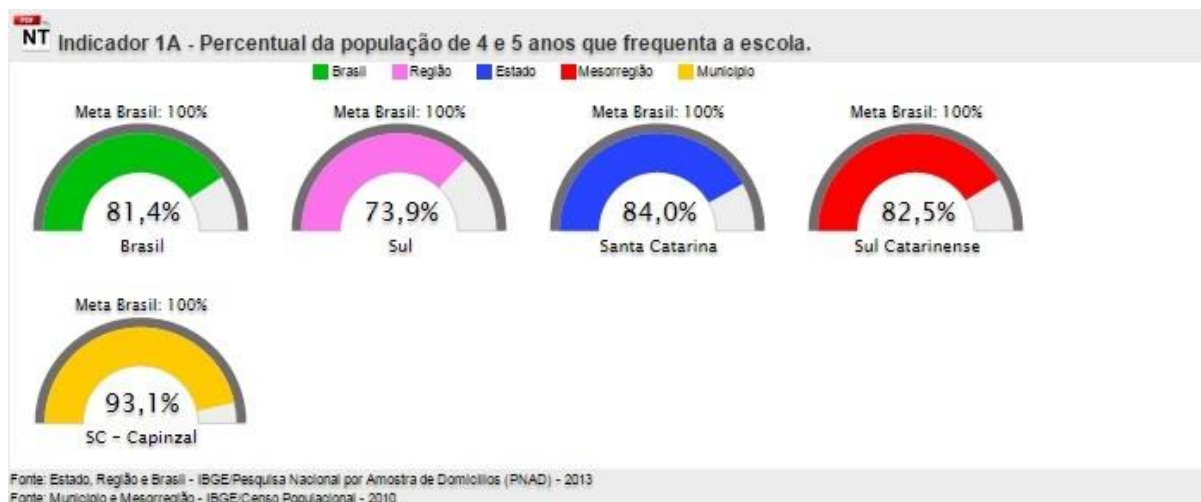 PDF
NT Indicador 1A - Percentual da população de 4 e 5 anos que frequenta a escola.
Brasil Região Estado Mesorregião Município
Meta Brasil: 100% Meta Brasil: 100% Meta Brasil: 100% Meta Brasil: 100%
81,4% 73,9% 84,0% 82,5%
Brasil Sul Santa Catarina Sul Catarinense
Meta Brasil: 100%
93,1%
SC - Capinzal
Fonte: Estado, Região e Brasil - IBGE/Pesquisa Nacional por Amostra de Domicílios (PNAD) - 2013
Fonte: Município e Mesorregião - IBGE/Censo Populacional - 2010